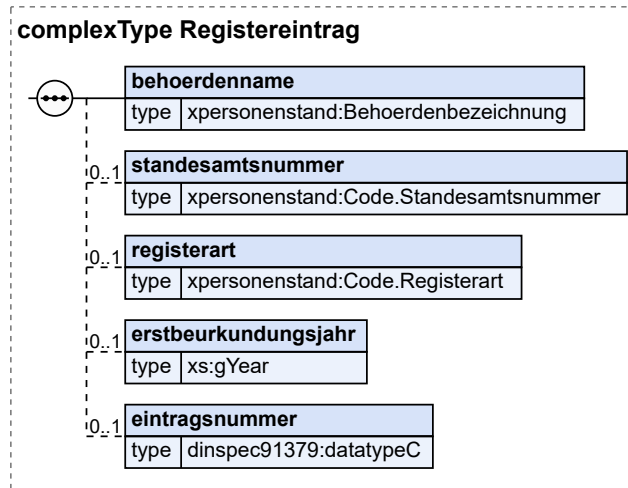 complexType Registereintrag
behoerdenname
type xpersonenstand:Behoerdenbezeichnung
0..1 standesamtsnummer
type xpersonenstand:Code.Standesamtsnummer
0..1 registerart
type xpersonenstand:Code.Registerart
0..1 erstbeurkundungsjahr
type xs:gYear
0..1 eintragsnummer
type dinspec91379:datatypeC